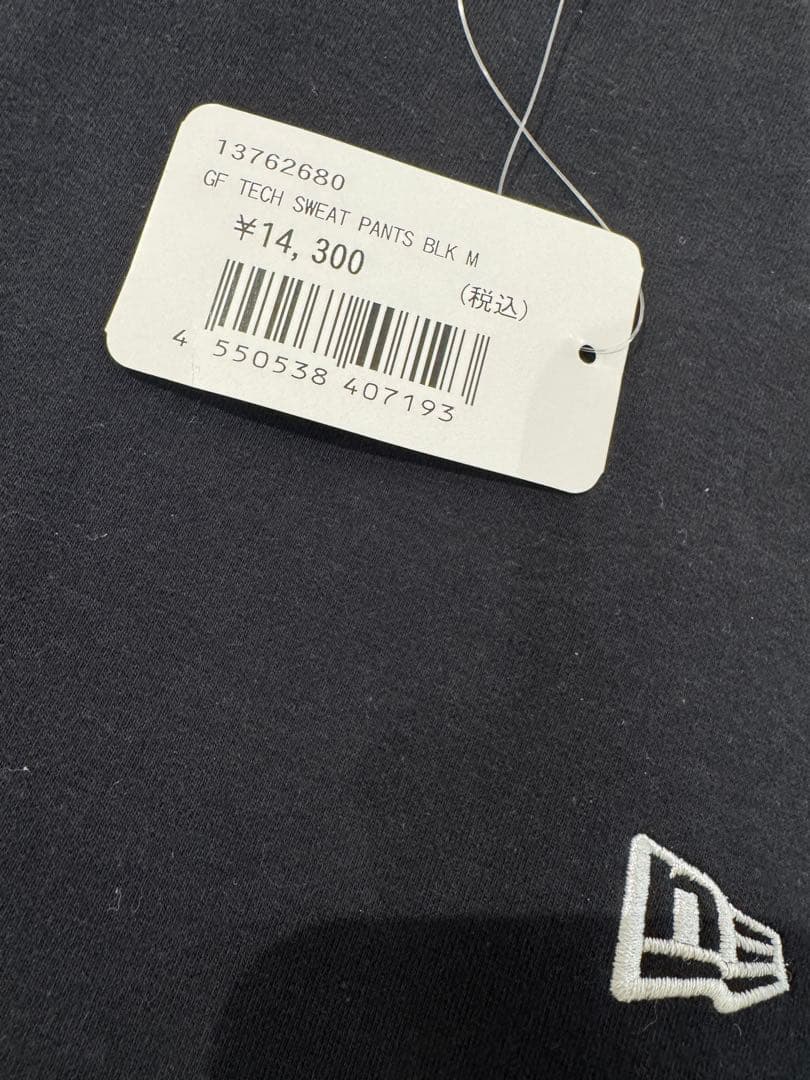 13762680
GF TECH SWEAT PANTS BLK M
¥14,300
(税込)
4 550538 407193